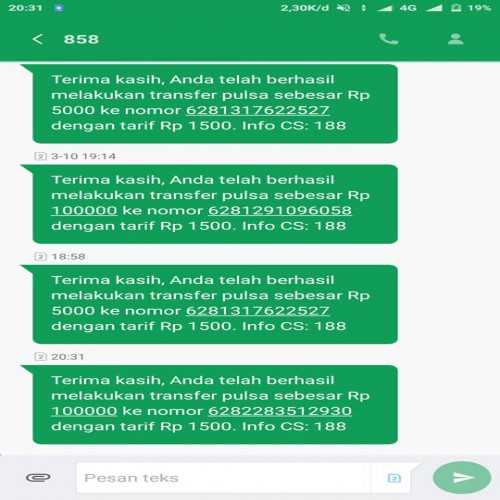 20:31 2,30K/d 4G 19%
858
Terima kasih, Anda telah berhasil
melakukan transfer pulsa sebesar Rp
5000 ke nomor 6281317622527
dengan tarif Rp 1500. Info CS: 188
2 3-10 19:14
Terima kasih, Anda telah berhasil
melakukan transfer pulsa sebesar Rp
100000 ke nomor 6281291096058
dengan tarif Rp 1500. Info CS: 188
2 18:58
Terima kasih, Anda telah berhasil
melakukan transfer pulsa sebesar Rp
5000 ke nomor 6281317622527
dengan tarif Rp 1500. Info CS: 188
2 20:31
Terima kasih, Anda telah berhasil
melakukan transfer pulsa sebesar Rp
100000 ke nomor 6282283512930
dengan tarif Rp 1500. Info CS: 188
Pesan teks 2